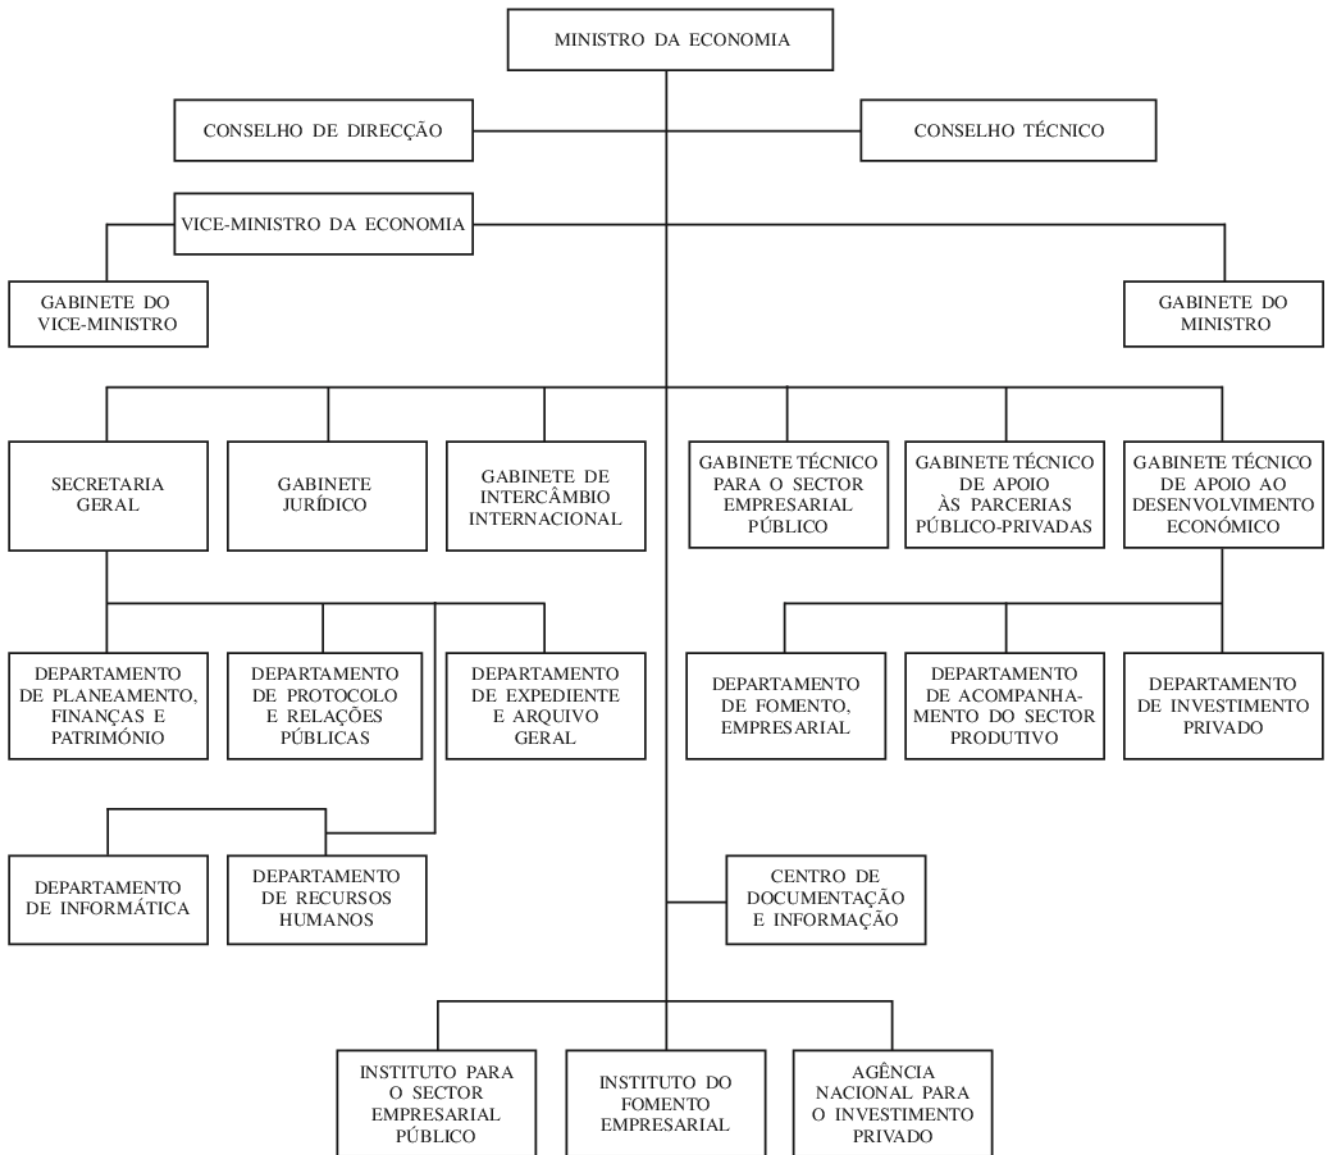 MINISTRO DA ECONOMIA
CONSELHO DE DIRECÇÃO
CONSELHO TÉCNICO
VICE-MINISTRO DA ECONOMIA
GABINETE DO
VICE-MINISTRO
GABINETE DO
MINISTRO
SECRETARIA
GERAL
GABINETE
JURÍDICO
GABINETE DE
INTERCÂMBIO
INTERNACIONAL
GABINETE TÉCNICO
PARA O SECTOR
EMPRESARIAL
PÚBLICO
GABINETE TÉCNICO
DE APOIO
ÀS PARCERIAS
PÚBLICO-PRIVADAS
GABINETE TÉCNICO
DE APOIO AO
DESENVOLVIMENTO
ECONÓMICO
DEPARTAMENTO
DE PLANEAMENTO,
FINANÇAS E
PATRIMÓNIO
DEPARTAMENTO
DE PROTOCOLO
E RELAÇÕES
PÚBLICAS
DEPARTAMENTO
DE EXPEDIENTE
E ARQUIVO
GERAL
DEPARTAMENTO
DE FOMENTO,
EMPRESARIAL
DEPARTAMENTO
DE ACOMPANHA-
MENTO DO SECTOR
PRODUTIVO
DEPARTAMENTO
DE INVESTIMENTO
PRIVADO
DEPARTAMENTO
DE INFORMÁTICA
DEPARTAMENTO
DE RECURSOS
HUMANOS
CENTRO DE
DOCUMENTAÇÃO
E INFORMAÇÃO
INSTITUTO PARA
O SECTOR
EMPRESARIAL
PÚBLICO
INSTITUTO DO
FOMENTO
EMPRESARIAL
AGÊNCIA
NACIONAL PARA
O INVESTIMENTO
PRIVADO